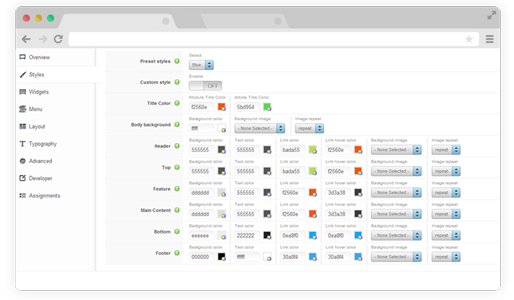 Overview
Styles
Widgets
Menu
Layout
Typography
Advanced
Developer
Assignments
Preset styles
Select
Blue
Custom style
Enable
OFF
Title Color
Module Title Color Article Title Color
f2560e 5bd964
Body background
Background color Background image Image repeat
ffffff - None Selected - repeat
Header
Background color Text color Link color Link hover color Background image Image repeat
555555 555555 bada55 f2560e - None Selected - repeat
Top
Background color Text color Link color Link hover color Background image Image repeat
555555 555555 bada55 f2560e - None Selected - repeat
Feature
Background color Text color Link color Link hover color Background image Image repeat
dddddd 555555 f2560e 3d3a38 - None Selected - repeat
Main Content
Background color Text color Link color Link hover color Background image Image repeat
dddddd 555555 f2560e 3d3a38 - None Selected - repeat
Bottom
Background color Text color Link color Link hover color Background image Image repeat
eeeeee 222222 0ea8f0 0ea8f0 - None Selected - repeat
Footer
Background color Text color Link color Link hover color Background image Image repeat
000000 ffffff 30a8f4 30a8f4 - None Selected - repeat